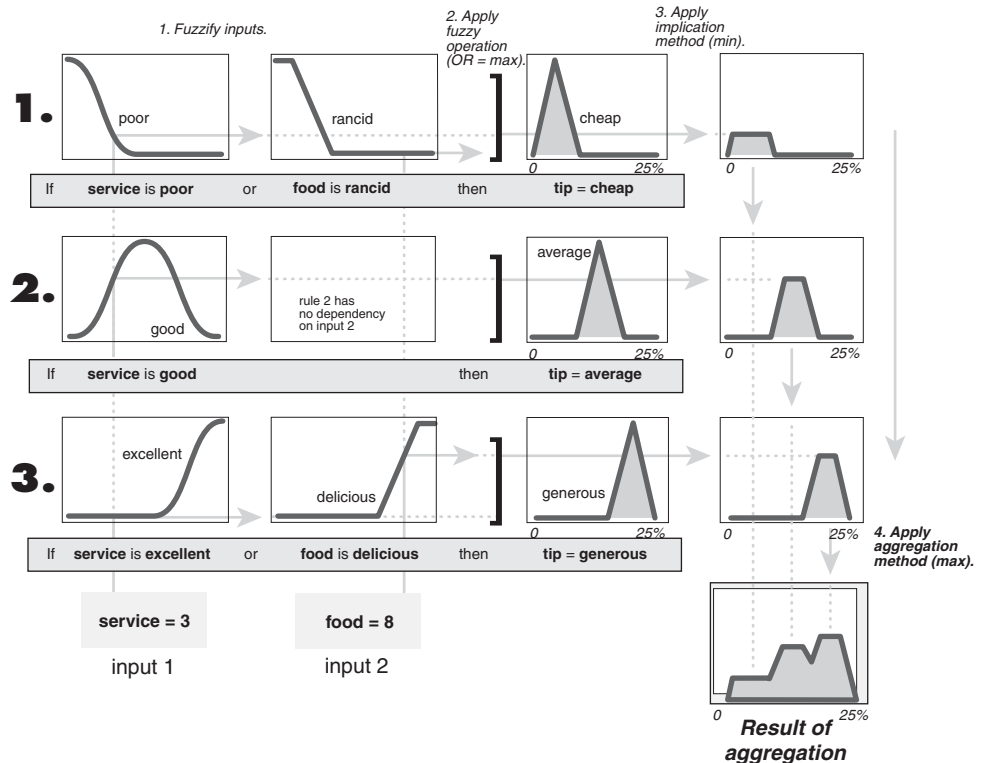 1. Fuzzify inputs.
2. Apply
fuzzy
operation
(OR = max).
3. Apply
implication
method (min).
1.
poor
rancid
cheap
0
25%
0
25%
If service is poor or food is rancid then tip = cheap
2.
good
rule 2 has
no dependency
on input 2
average
0
25%
0
25%
If service is good then tip = average
3.
excellent
delicious
generous
0
25%
0
25%
If service is excellent or food is delicious then tip = generous
4. Apply
aggregation
method (max).
service = 3
food = 8
input 1
input 2
0
25%
Result of
aggregation